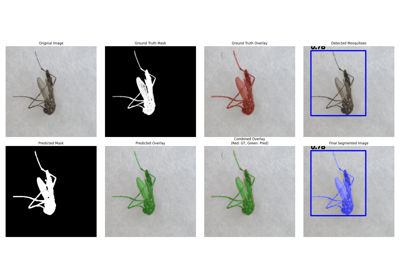 Original Image
Ground Truth Mask
Ground Truth Overlay
Detected Mosquitoes
0.78
Predicted Mask
Predicted Overlay
Combined Overlay
(Red: GT, Green: Pred)
Final Segmented Image
0.78